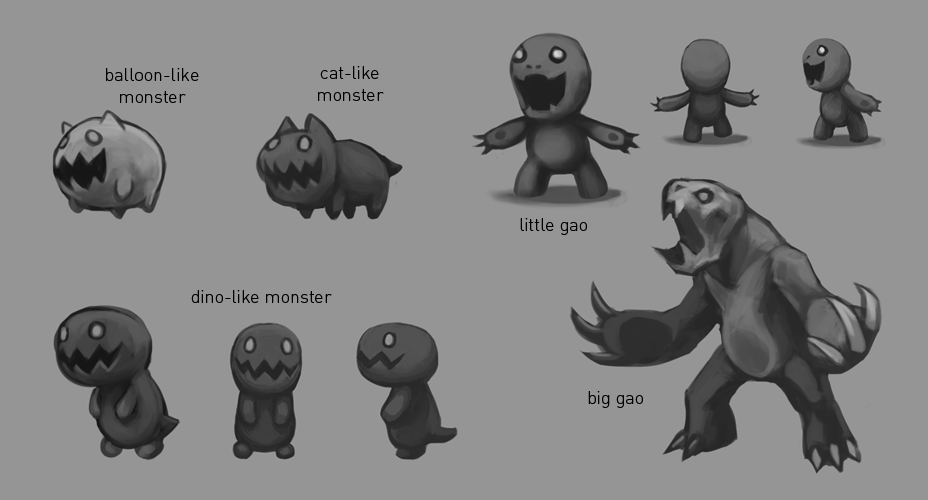 balloon-like
monster
cat-like
monster
little gao
dino-like monster
big gao